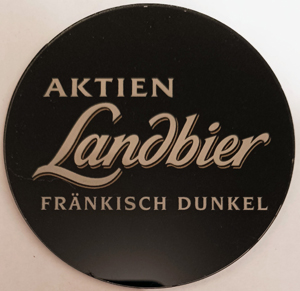 AKTIEN
Landbier
FRÄNKISCH DUNKEL